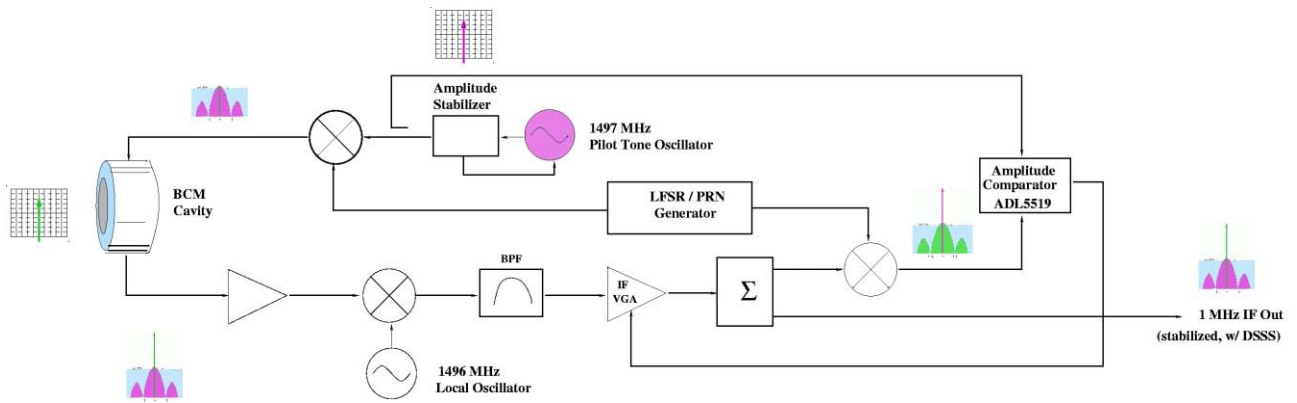 Amplitude
Stabilizer
1497 MHz
Pilot Tone Oscillator
BCM
Cavity
LFSR / PRN
Generator
Amplitude
Comparator
ADL5519
BPF
IF
VGA
Σ
1 MHz IF Out
(stabilized, w/ DSSS)
1496 MHz
Local Oscillator